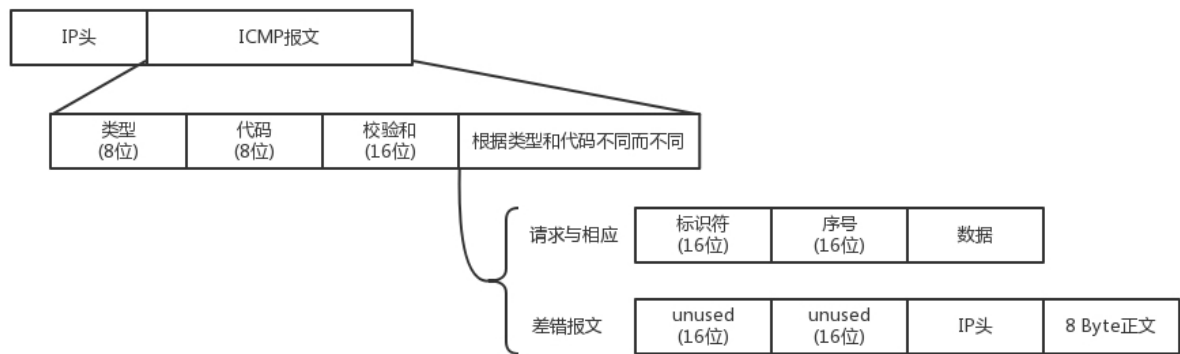 IP头
ICMP报文
类型
(8位)
代码
(8位)
校验和
(16位)
根据类型和代码不同而不同
请求与相应
标识符
(16位)
序号
(16位)
数据
差错报文
unused
(16位)
unused
(16位)
IP头
8 Byte正文